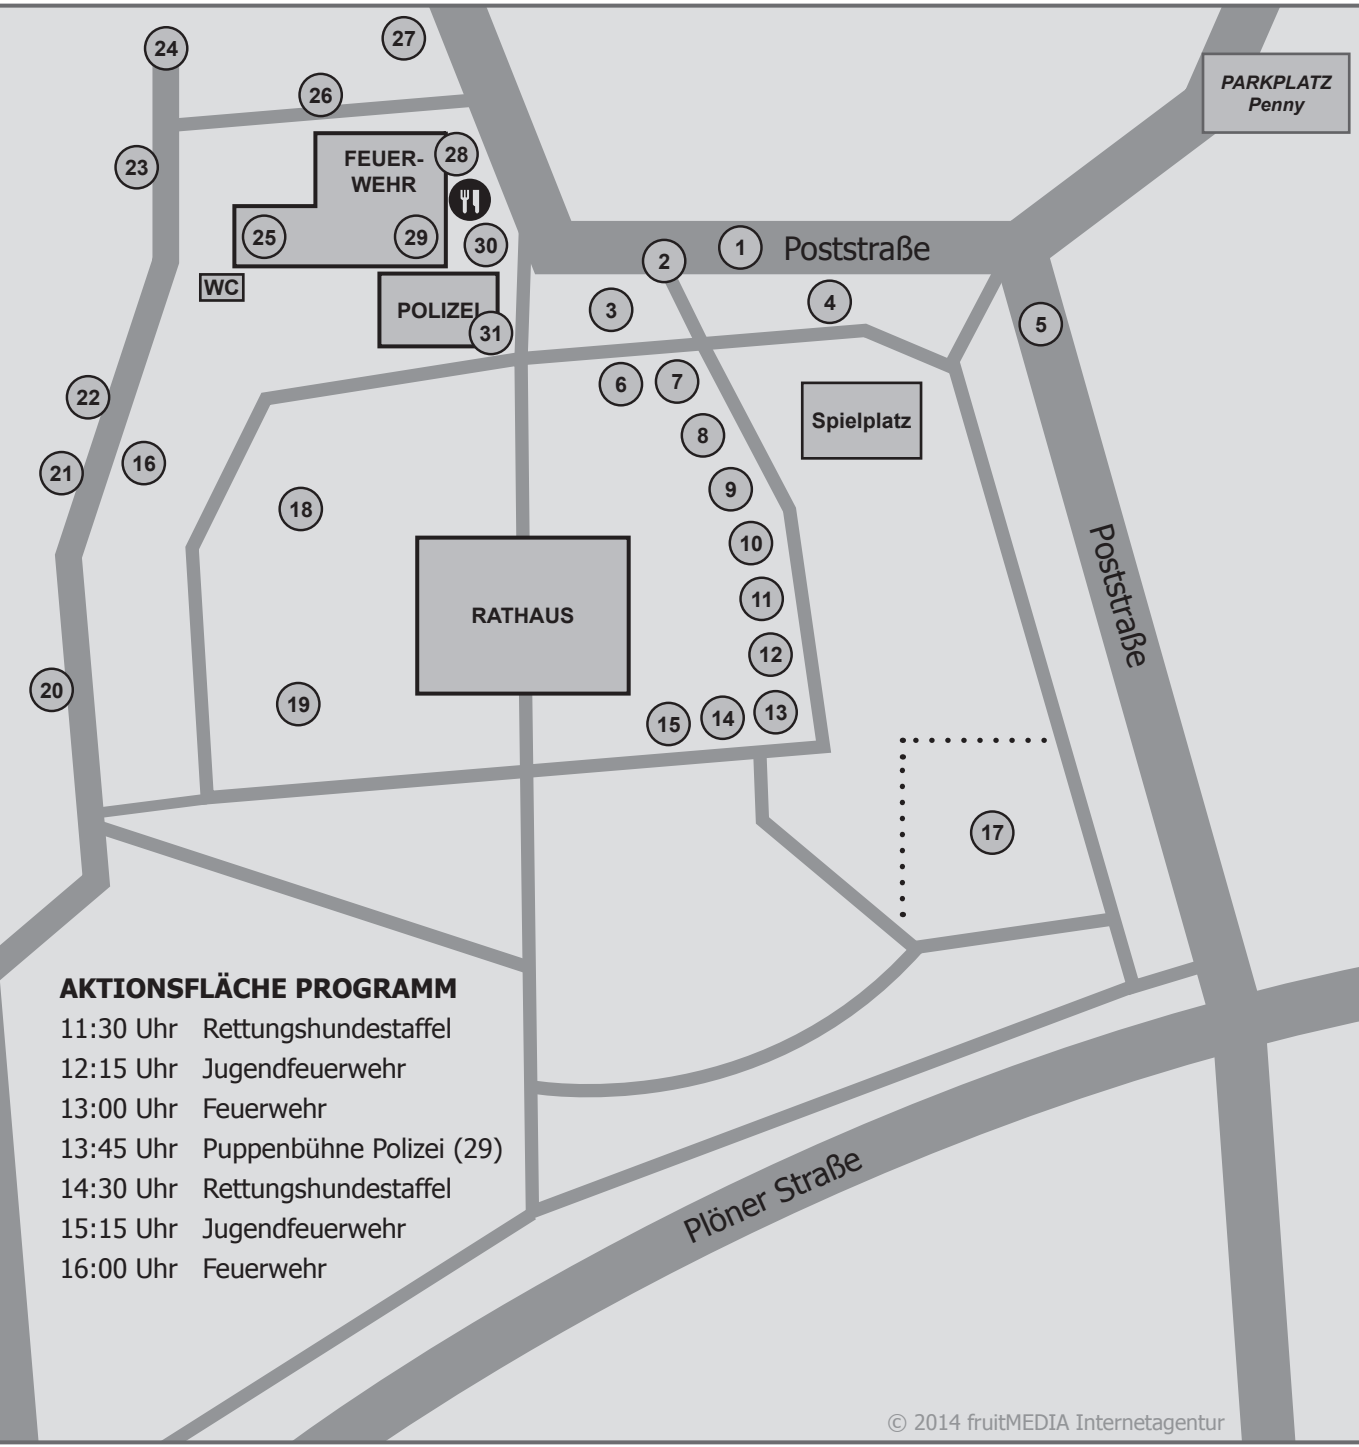 27
24
PARKPLATZ
Penny
26
28
FEUER-
WEHR
23
25
29
30
1
Poststraße
2
WC
3
4
POLIZEI
31
5
6
7
22
8
Spielplatz
21
16
9
18
10
Poststraße
11
RATHAUS
12
20
19
15
14
13
17
AKTIONSFLÄCHE PROGRAMM
11:30 Uhr Rettungshundestaffel
12:15 Uhr Jugendfeuerwehr
13:00 Uhr Feuerwehr
13:45 Uhr Puppenbühne Polizei (29)
14:30 Uhr Rettungshundestaffel
15:15 Uhr Jugendfeuerwehr
16:00 Uhr Feuerwehr
Plöner Straße
© 2014 fruitMEDIA Internetagentur